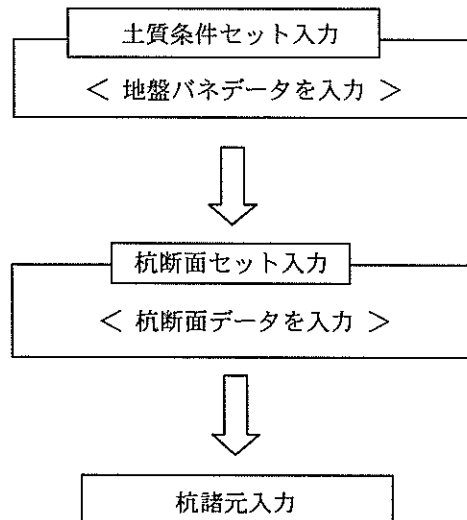 土質条件セット入力
＜ 地盤バネデータを入力 ＞
杭断面セット入力
＜ 杭断面データを入力 ＞
杭諸元入力